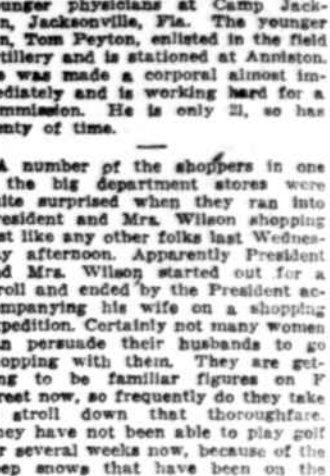 unger physicians at Camp Jack-
n, Jacksonville, Fla. The younger
n, Tom Peyton, enlisted in the field
tillery and is stationed at Anniston.
e was made a corporal almost im-
ediately and is working hard for a
mmission. He is only 21, so has
enty of time.
A number of the shoppers in one
the big department stores were
ite surprised when they ran into
resident and Mrs. Wilson shopping
st like any other folks last Wednes-
y afternoon. Apparently President
d Mrs. Wilson started out for a
roll and ended by the President ac-
mpanying his wife on a shopping
pedition. Certainly not many women
n persuade their husbands to go
opping with them. They are get-
ng to be familiar figures on F
reet now, so frequently do they take
stroll down that thoroughfare.
ey have not been able to play golf
r several weeks now, because of the
eep snows that have been on the